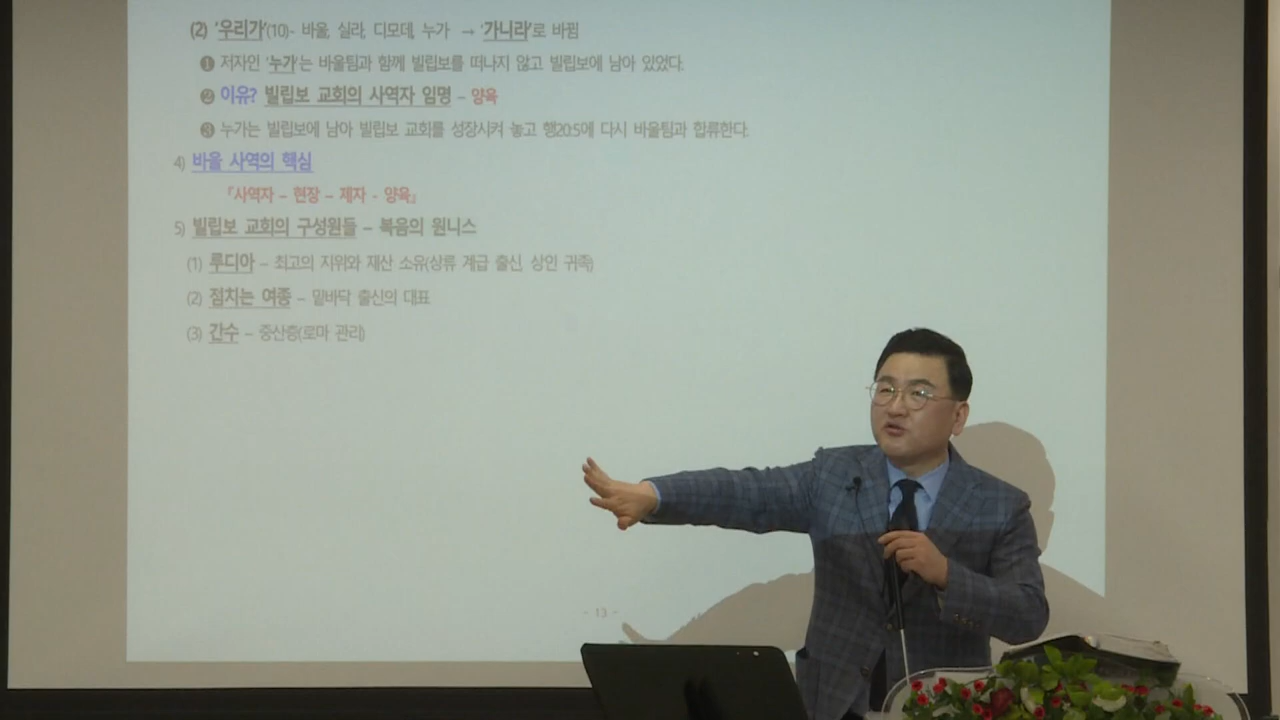 (2) '우리가'(10)- 바울, 실라, 디모데, 누가 → '가니라'로 바뀜
❶ 저자인 '누가'는 바울팀과 함께 빌립보를 떠나지 않고 빌립보에 남아 있었다.
❷ 이유? 빌립보 교회의 사역자 임명 – 양육
❸ 누가는 빌립보에 남아 빌립보 교회를 성장시켜 놓고 행20:5에 다시 바울팀과 합류한다.
4) 바울 사역의 핵심
『사역자 – 현장 – 제자 - 양육』
5) 빌립보 교회의 구성원들 – 복음의 원니스
(1) 루디아 – 최고의 지위와 재산 소유(상류 계급 출신, 상인 귀족)
(2) 점치는 여종 – 밑바닥 출신의 대표
(3) 간수 – 중산층(로마 관리)
- 13 -